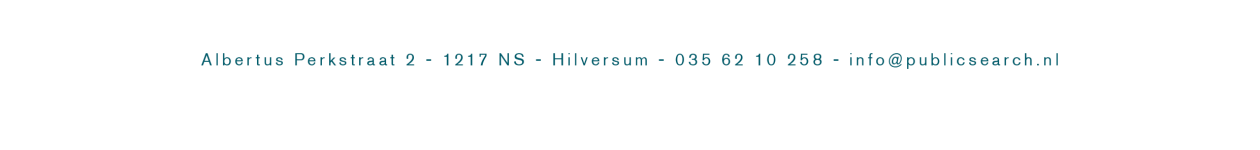 Albertus Perkstraat 2 - 1217 NS - Hilversum - 035 62 10 258 - info@publicsearch.nl